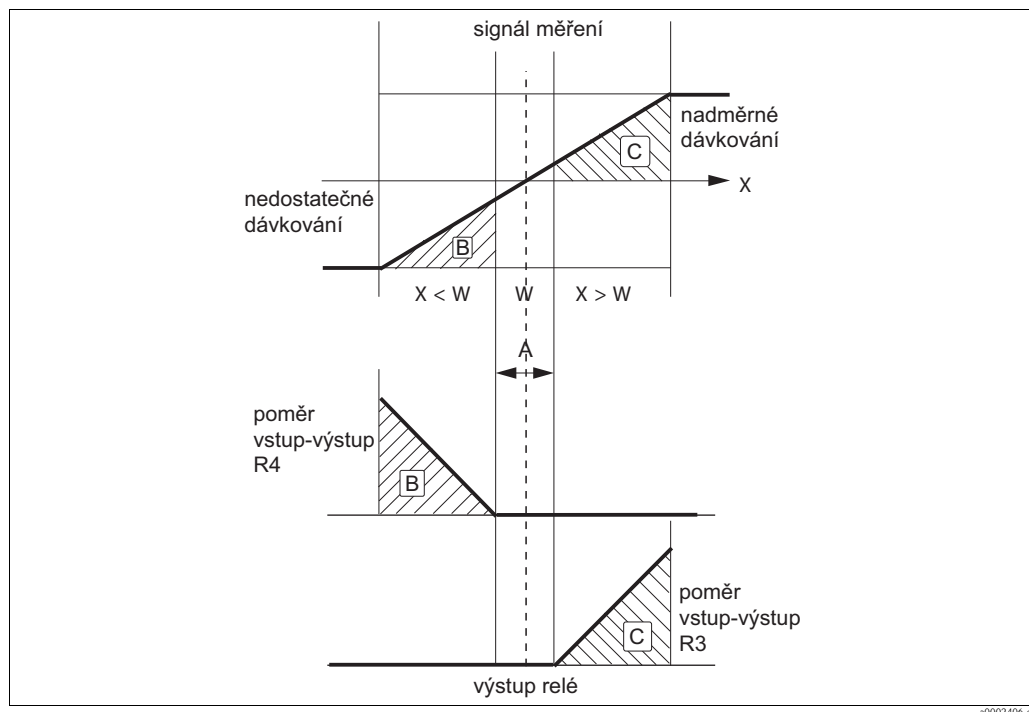 signál měření
nadměrné
dávkování
C
X
nedostatečné
dávkování
B
X < W
W
X > W
A
poměr
vstup-výstup
R4
B
poměr
vstup-výstup
R3
C
výstup relé